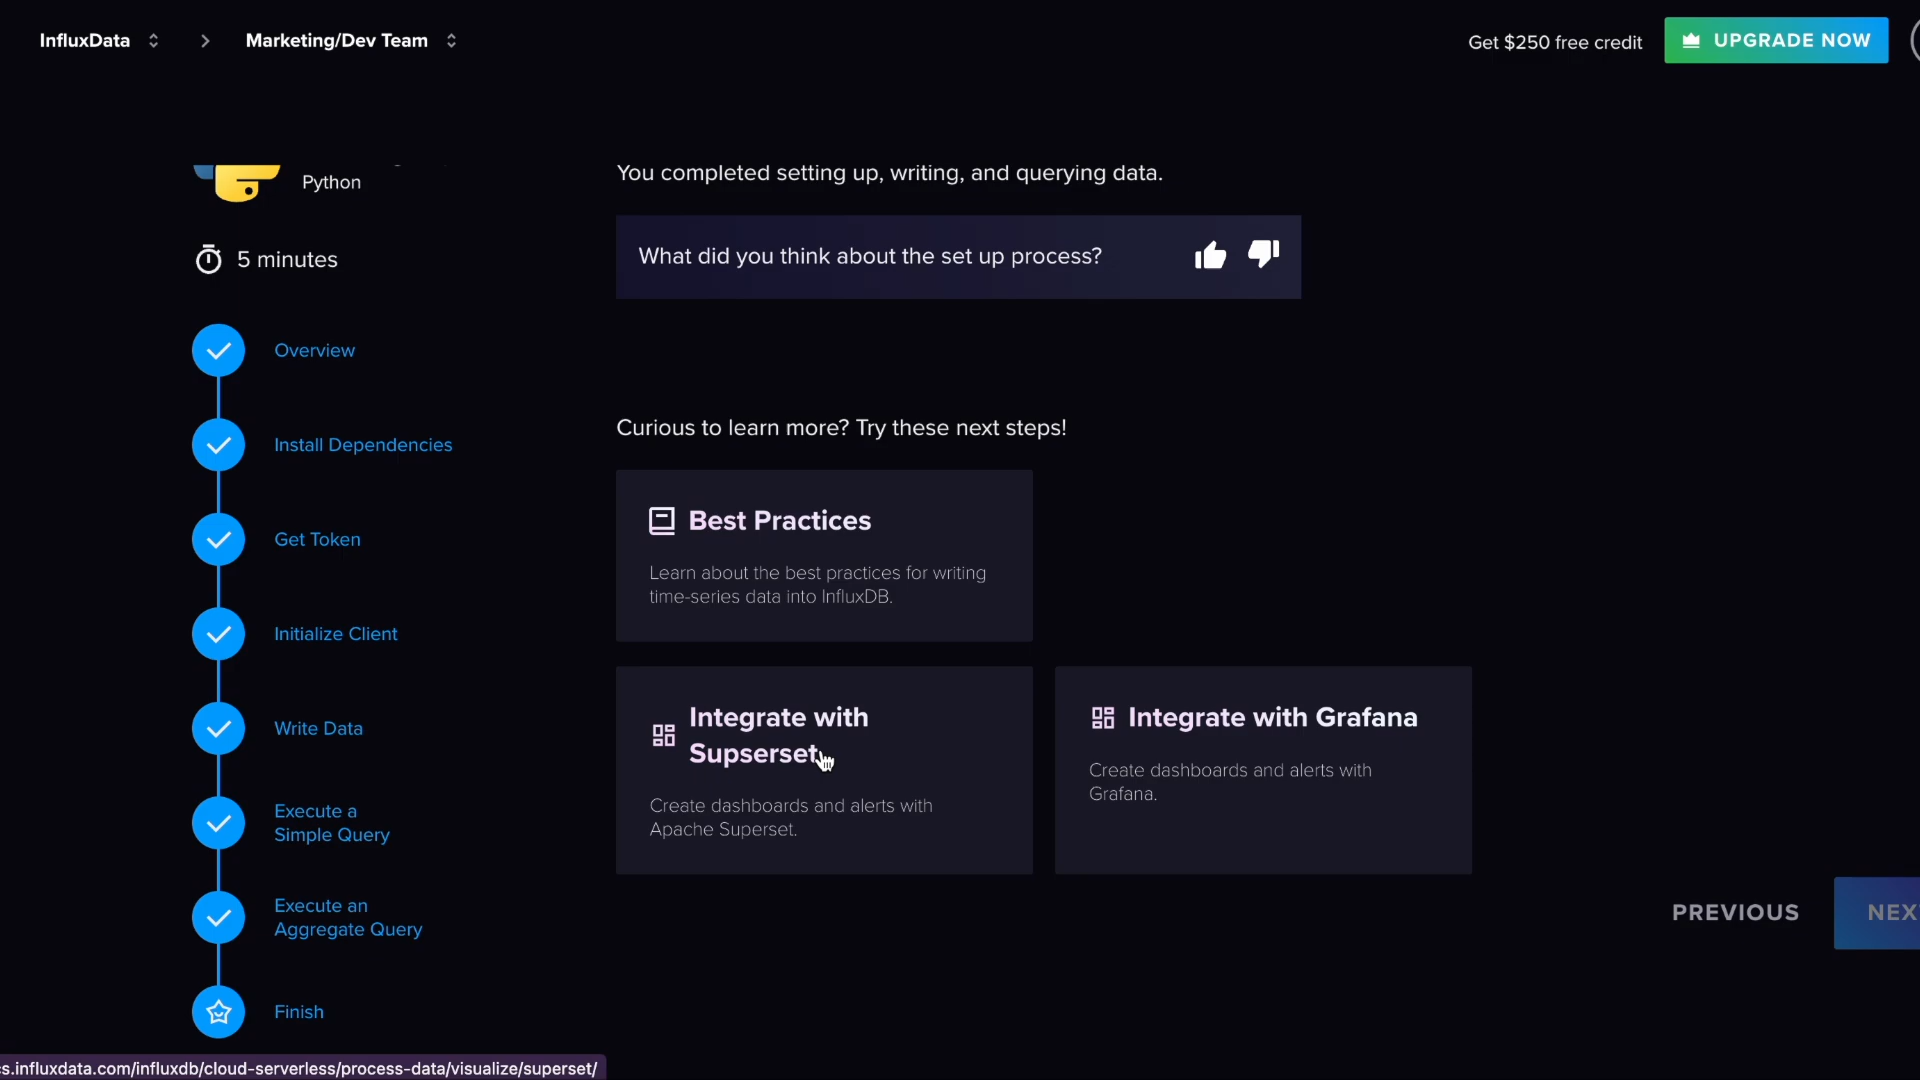 InfluxData
Marketing/Dev Team
Get $250 free credit
UPGRADE NOW
Python
5 minutes
Overview
Install Dependencies
Get Token
Initialize Client
Write Data
Execute a
Simple Query
Execute an
Aggregate Query
Finish
You completed setting up, writing, and querying data.
What did you think about the set up process?
Curious to learn more? Try these next steps!
Best Practices
Learn about the best practices for writing
time-series data into InfluxDB.
Integrate with
Supserset
Create dashboards and alerts with
Apache Superset.
Integrate with Grafana
Create dashboards and alerts with
Grafana.
PREVIOUS
NEX
s.influxdata.com/influxdb/cloud-serverless/process-data/visualize/superset/